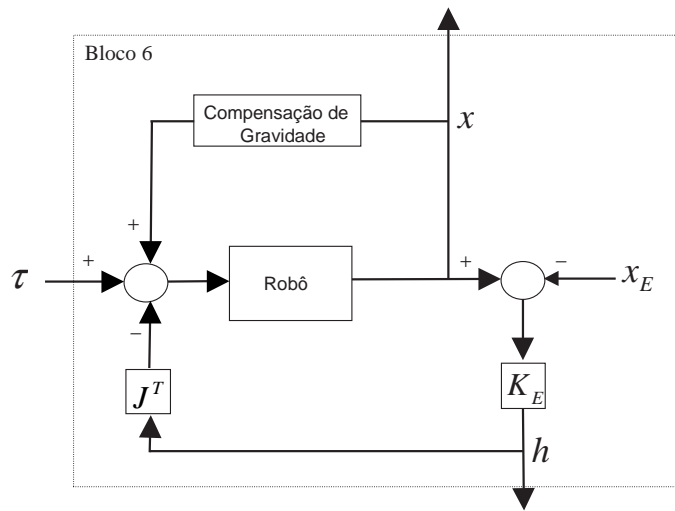 Bloco 6
Compensação de
Gravidade
x
+
+
τ
Robô
+
−
x_E
−
J^T
K_E
h